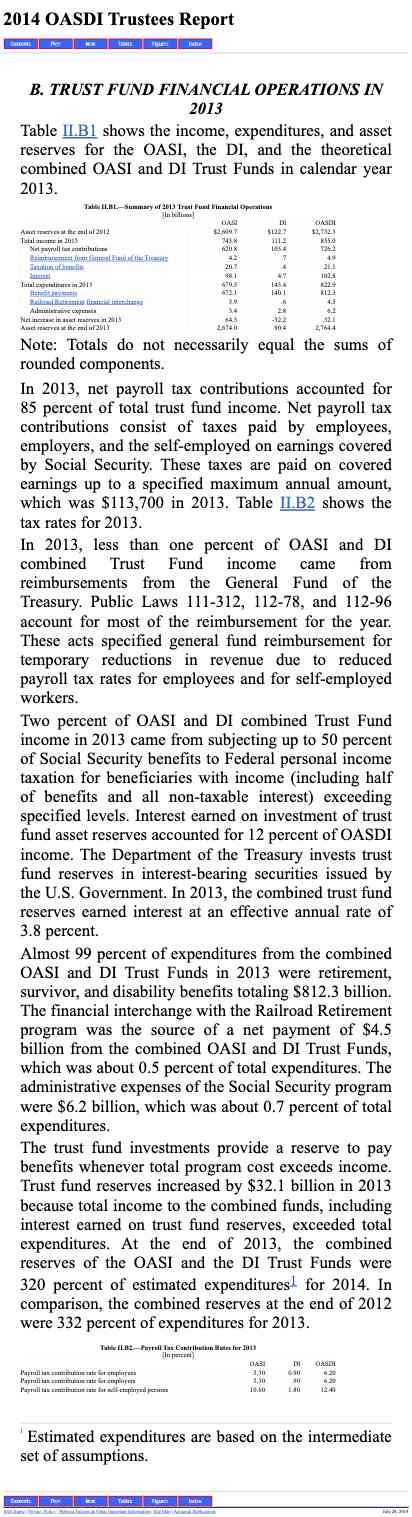 2014 OASDI Trustees Report
Contents Prev Next Tables Figures Index
B. TRUST FUND FINANCIAL OPERATIONS IN
2013
Table II.B1 shows the income, expenditures, and asset
reserves for the OASI, the DI, and the theoretical
combined OASI and DI Trust Funds in calendar year
2013.
Table II.B1.—Summary of 2013 Trust Fund Financial Operations
[In billions]
OASI DI OASDI
Asset reserves at the end of 2012 $2,609.7 $122.7 $2,732.3
Total income in 2013 743.8 111.2 855.0
Net payroll tax contributions 620.8 105.4 726.2
Reimbursement from General Fund of the Treasury 4.2 .7 4.9
Taxation of benefits 20.7 .4 21.1
Interest 98.1 4.7 102.8
Total expenditures in 2013 679.5 143.4 822.9
Benefit payments 672.1 140.1 812.3
Railroad Retirement financial interchange 3.9 .6 4.5
Administrative expenses 3.4 2.8 6.2
Net increase in asset reserves in 2013 64.3 -32.2 32.1
Asset reserves at the end of 2013 2,674.0 90.4 2,764.4
Note: Totals do not necessarily equal the sums of
rounded components.
In 2013, net payroll tax contributions accounted for
85 percent of total trust fund income. Net payroll tax
contributions consist of taxes paid by employees,
employers, and the self-employed on earnings covered
by Social Security. These taxes are paid on covered
earnings up to a specified maximum annual amount,
which was $113,700 in 2013. Table II.B2 shows the
tax rates for 2013.
In 2013, less than one percent of OASI and DI
combined Trust Fund income came from
reimbursements from the General Fund of the
Treasury. Public Laws 111-312, 112-78, and 112-96
account for most of the reimbursement for the year.
These acts specified general fund reimbursement for
temporary reductions in revenue due to reduced
payroll tax rates for employees and for self-employed
workers.
Two percent of OASI and DI combined Trust Fund
income in 2013 came from subjecting up to 50 percent
of Social Security benefits to Federal personal income
taxation for beneficiaries with income (including half
of benefits and all non-taxable interest) exceeding
specified levels. Interest earned on investment of trust
fund asset reserves accounted for 12 percent of OASDI
income. The Department of the Treasury invests trust
fund reserves in interest-bearing securities issued by
the U.S. Government. In 2013, the combined trust fund
reserves earned interest at an effective annual rate of
3.8 percent.
Almost 99 percent of expenditures from the combined
OASI and DI Trust Funds in 2013 were retirement,
survivor, and disability benefits totaling $812.3 billion.
The financial interchange with the Railroad Retirement
program was the source of a net payment of $4.5
billion from the combined OASI and DI Trust Funds,
which was about 0.5 percent of total expenditures. The
administrative expenses of the Social Security program
were $6.2 billion, which was about 0.7 percent of total
expenditures.
The trust fund investments provide a reserve to pay
benefits whenever total program cost exceeds income.
Trust fund reserves increased by $32.1 billion in 2013
because total income to the combined funds, including
interest earned on trust fund reserves, exceeded total
expenditures. At the end of 2013, the combined
reserves of the OASI and the DI Trust Funds were
320 percent of estimated expenditures1 for 2014. In
comparison, the combined reserves at the end of 2012
were 332 percent of expenditures for 2013.
Table II.B2.—Payroll Tax Contribution Rates for 2013
[In percent]
OASI DI OASDI
Payroll tax contribution rate for employees 5.30 0.90 6.20
Payroll tax contribution rate for employers 5.30 .90 6.20
Payroll tax contribution rate for self-employed persons 10.60 1.80 12.40
1 Estimated expenditures are based on the intermediate
set of assumptions.
Contents Prev Next Tables Figures Index
July 28, 2014